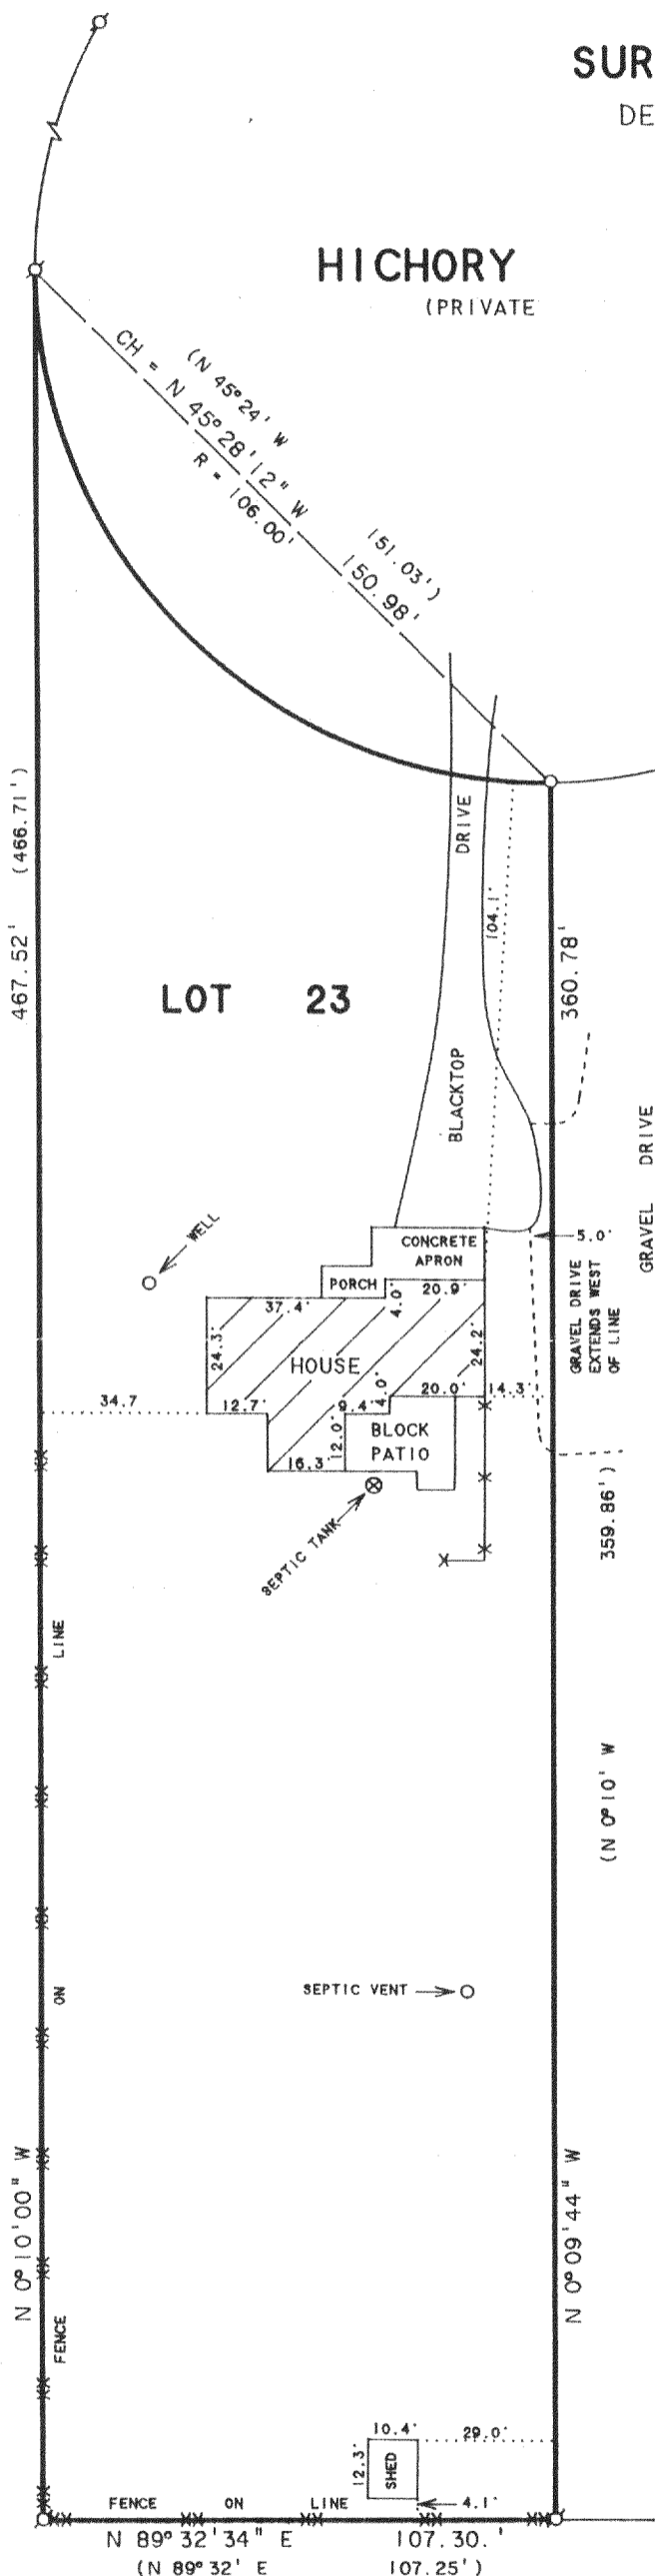 SUR
DE
HICHORY
(PRIVATE
(N 45°24' W 151.03')
CH = N 45°28'12" W 150.98'
R = 106.00'
467.52' (466.71')
DRIVE
104.1'
360.78'
LOT 23
BLACKTOP
GRAVEL DRIVE
WELL
CONCRETE
APRON
5.0'
GRAVEL DRIVE
EXTENDS WEST
OF LINE
PORCH
20.9'
37.4'
4.0'
24.3'
HOUSE
24.2'
34.7
12.7'
9.4'
4.0'
20.0'
14.3'
12.0'
BLOCK
PATIO
16.3'
SEPTIC TANK
359.86')
LINE
(N 0°10' W
ON
SEPTIC VENT
N 0°10'00" W
N 0°09'44" W
FENCE
10.4'
29.0'
12.3'
SHED
FENCE ON LINE
4.1'
N 89°32'34" E 107.30.'
(N 89°32' E 107.25')